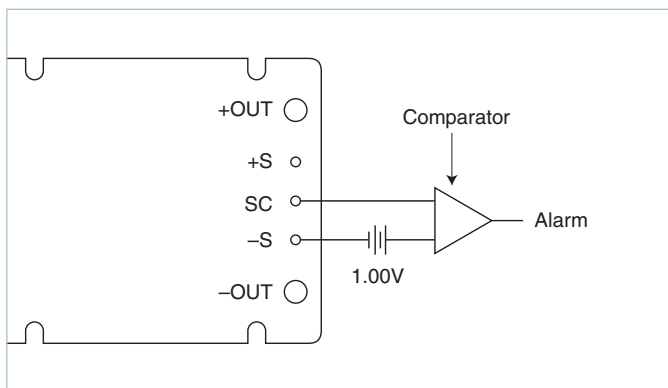 +OUT
Comparator
+S
SC
Alarm
–S
1.00V
–OUT